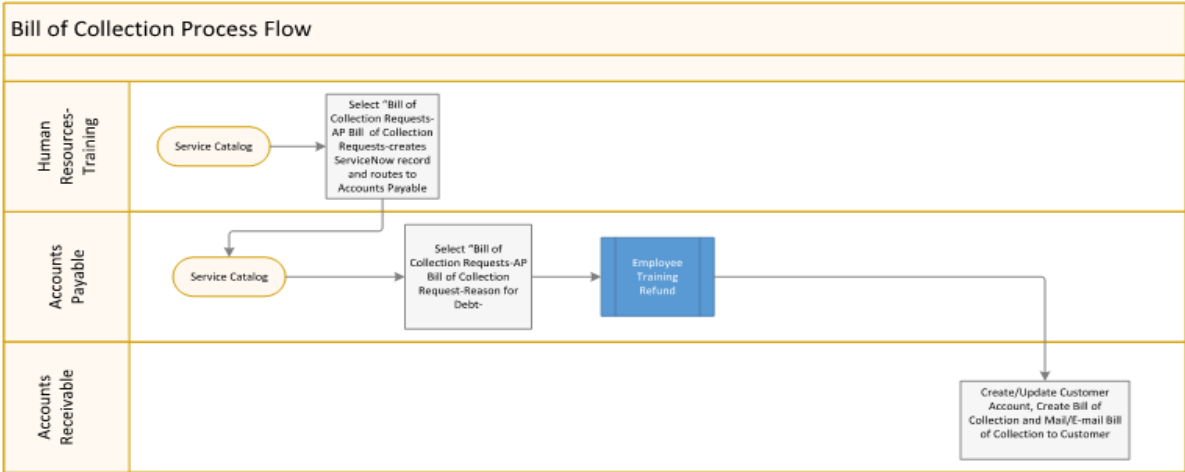 Bill of Collection Process Flow
Human
Resources-
Training
Service Catalog
Select "Bill of
Collection Requests-
AP Bill of Collection
Requests-creates
ServiceNow record
and routes to
Accounts Payable
Accounts
Payable
Service Catalog
Select "Bill of
Collection Requests-AP
Bill of Collection
Request-Reason for
Debt-
Employee
Training
Refund
Accounts
Receivable
Create/Update Customer
Account, Create Bill of
Collection and Mail/E-mail Bill
of Collection to Customer